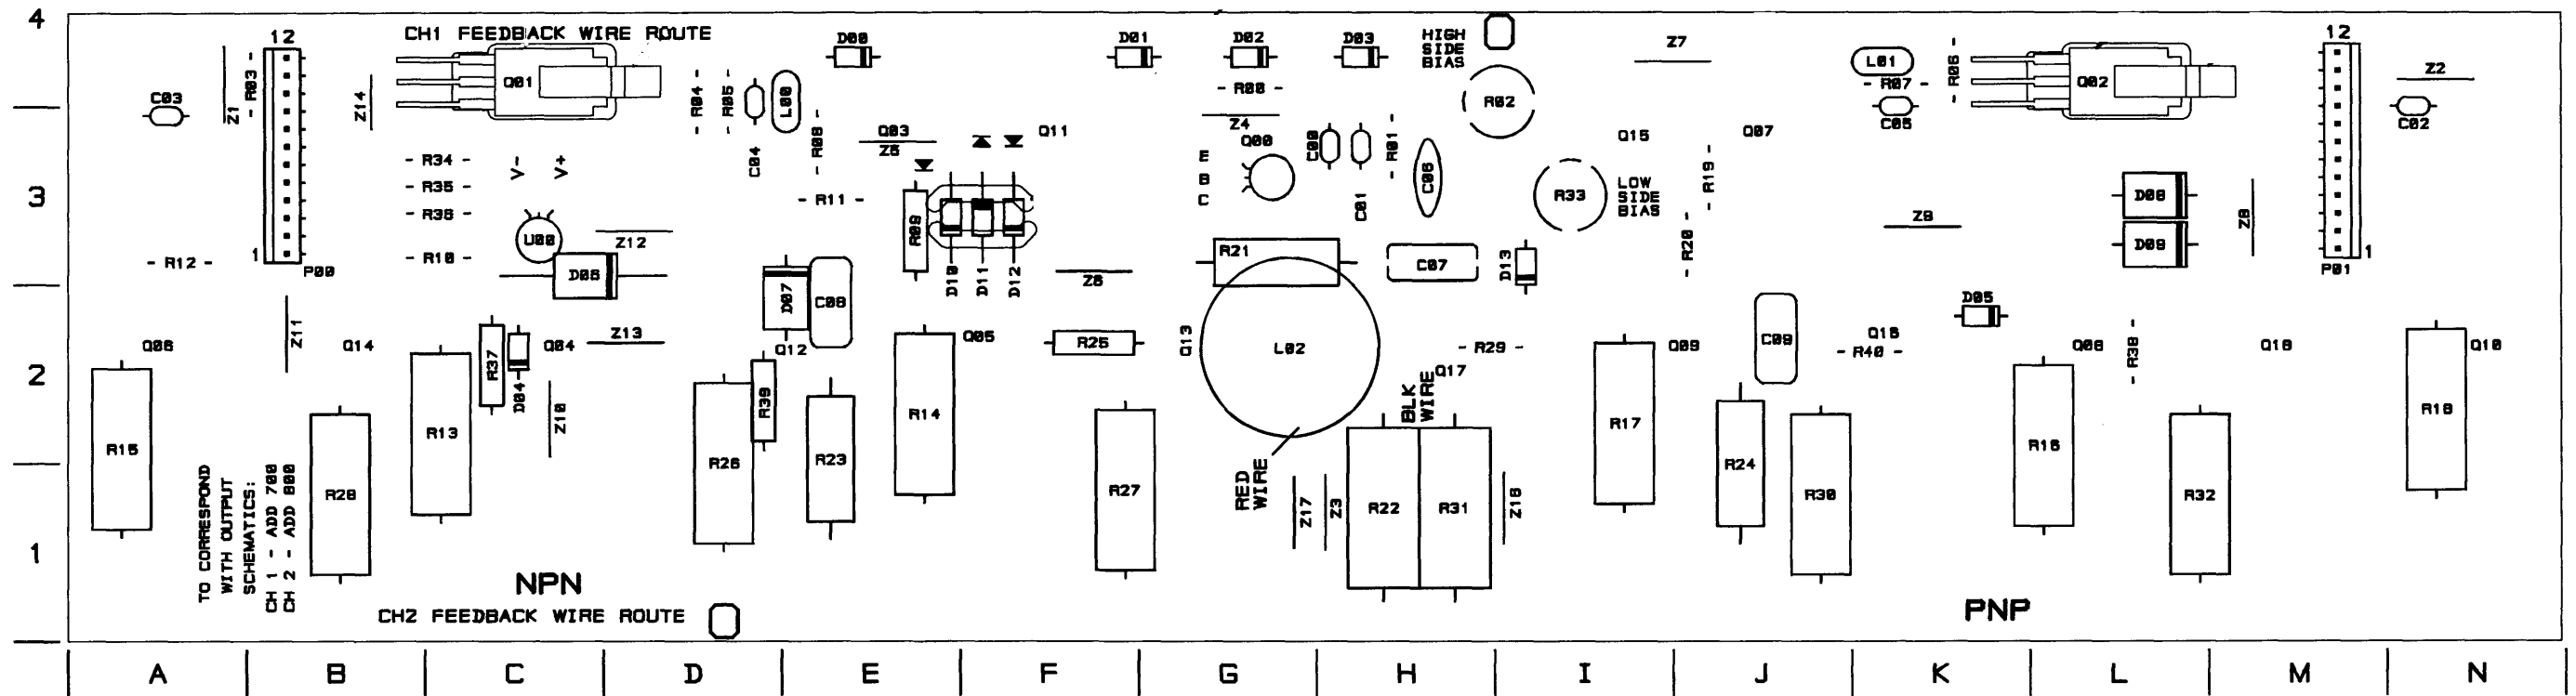 4
12
CH1 FEEDBACK WIRE ROUTE
D00
D01
D02
D03
HIGH
SIDE
BIAS
Z7
12
C03
Z1
- R03 -
Z14
Q01
- R04 -
- R05 -
L00
- R00 -
R02
L01
- R07 -
- R06 -
Q02
Z2
C05
C02
Q03
Z5
Q11
Z4
Q00
C00
- R01 -
Q15
Q07
C04
- R08 -
3
- R34 -
- R35 -
- R36 -
V-
V+
- R11 -
R09
E
B
C
C01
C06
R33
LOW
SIDE
BIAS
- R19 -
D08
Z9
Z8
U00
Z12
- R12 -
1
P00
- R10 -
D06
D07
C08
D10
D11
D12
Z6
R21
C07
D13
- R20 -
D09
P01
1
D05
2
Q06
Z11
Q14
R37
D04
Q04
Z13
Q12
Q05
R25
Q13
L02
- R29 -
Q09
C09
Q16
- R40 -
Q08
- R38 -
Q18
Q10
R15
R13
Z10
R39
R14
Q17
BLK
WIRE
R17
R16
R18
R28
R26
R23
R27
RED
WIRE
Z17
Z3
R22
R31
Z16
R24
R30
R32
1
TO CORRESPOND
WITH OUTPUT
SCHEMATICS:
CH 1 - ADD 700
CH 2 - ADD 800
NPN
CH2 FEEDBACK WIRE ROUTE
PNP
A B C D E F G H I J K L M N